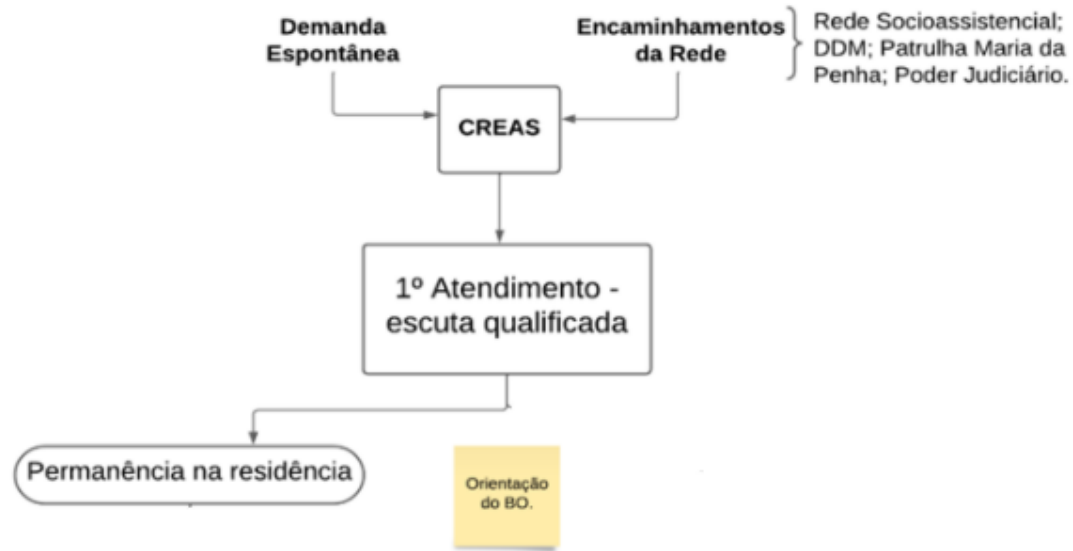 Demanda
Espontânea
Encaminhamentos
da Rede
Rede Socioassistencial;
DDM; Patrulha Maria da
Penha; Poder Judiciário.
CREAS
1º Atendimento -
escuta qualificada
Permanência na residência
Orientação
do BO.